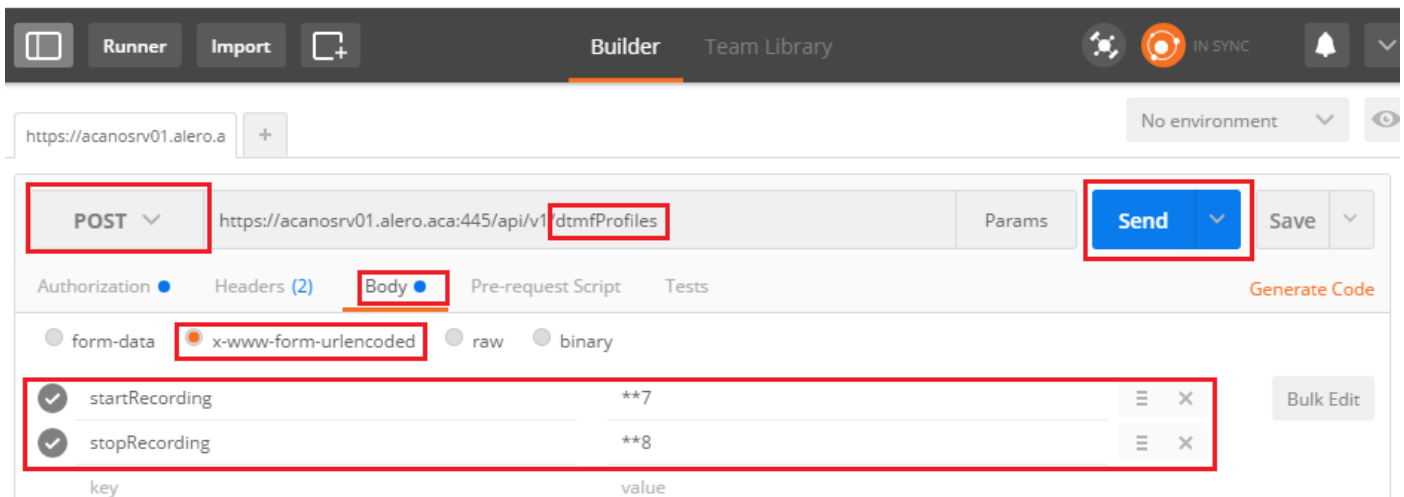 Runner Import Builder Team Library IN SYNC
https://acanosrv01.alero.a + No environment
POST https://acanosrv01.alero.aca:445/api/v1/dtmfProfiles Params Send Save
Authorization Headers (2) Body Pre-request Script Tests Generate Code
form-data x-www-form-urlencoded raw binary
startRecording **7 Bulk Edit
stopRecording **8
key value